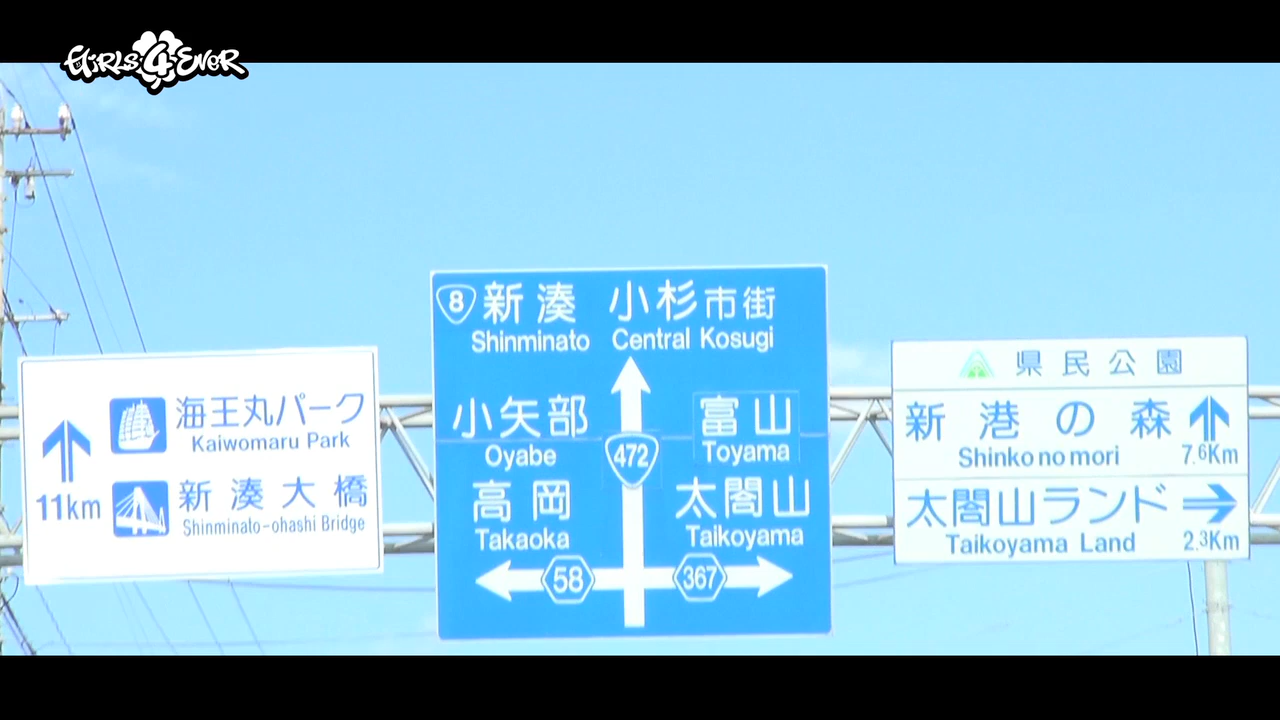 GiRLS 4 EVER
海王丸パーク
Kaiwomaru Park
11km
新湊大橋
Shinminato-ohashi Bridge
8 新湊 小杉市街
Shinminato Central Kosugi
小矢部 富山
Oyabe 472 Toyama
高岡 太閤山
Takaoka Taikoyama
58 367
県民公園
新港の森
Shinko no mori 7.6Km
太閤山ランド
Taikoyama Land 2.3Km